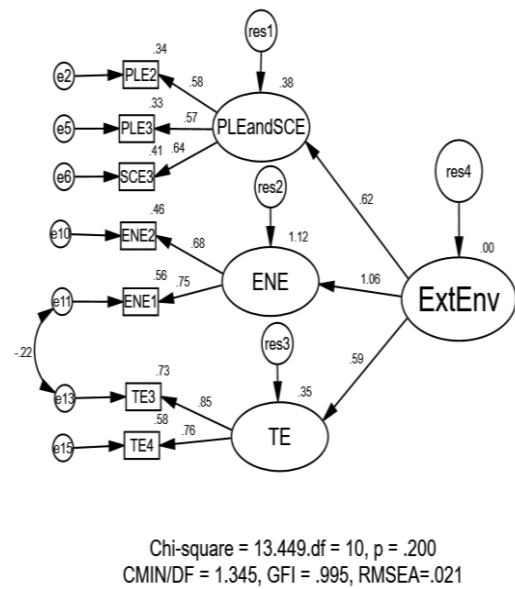 res1
.34
e2
PLE2
.58
.38
.33
e5
PLE3
.57
PLEandSCE
.41
.64
e6
SCE3
res2
res4
.62
.46
e10
ENE2
.68
1.12
.00
.56
e11
ENE1
.75
ENE
1.06
ExtEnv
-.22
res3
.59
.73
e13
TE3
.85
.35
.58
e15
TE4
.76
TE
Chi-square = 13.449.df = 10, p = .200
CMIN/DF = 1.345, GFI = .995, RMSEA=.021